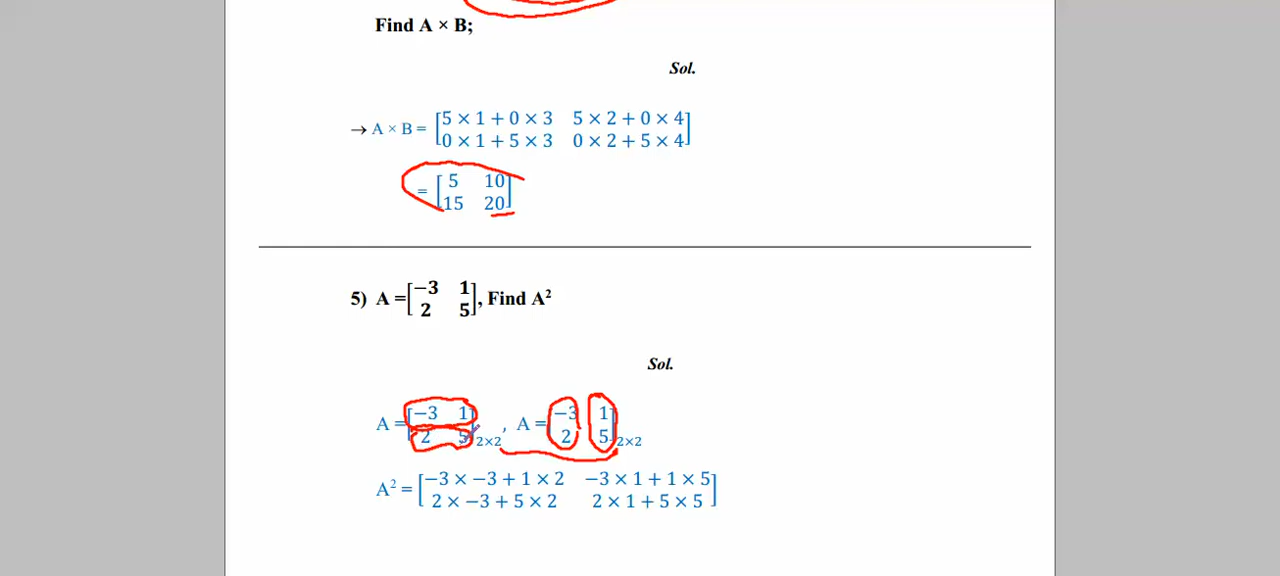 Find A × B;
Sol.
→ A × B = [5 × 1 + 0 × 3 5 × 2 + 0 × 4]
[0 × 1 + 5 × 3 0 × 2 + 5 × 4]
= [5 10]
[15 20]
5) A =[−3 1], Find A²
[2 5]
Sol.
A = [−3 1] , A = [−3 1]
[2 5]2×2 [2 5]2×2
A² = [−3 × −3 + 1 × 2 −3 × 1 + 1 × 5]
[2 × −3 + 5 × 2 2 × 1 + 5 × 5]